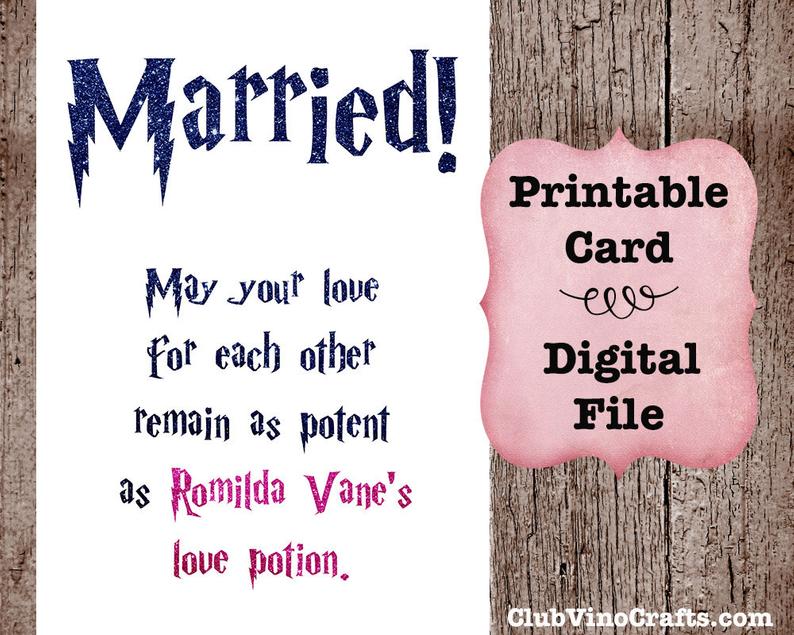 Married!
May your love
for each other
remain as potent
as Romilda Vane's
love potion.
Printable
Card
Digital
File
ClubVinoCrafts.com